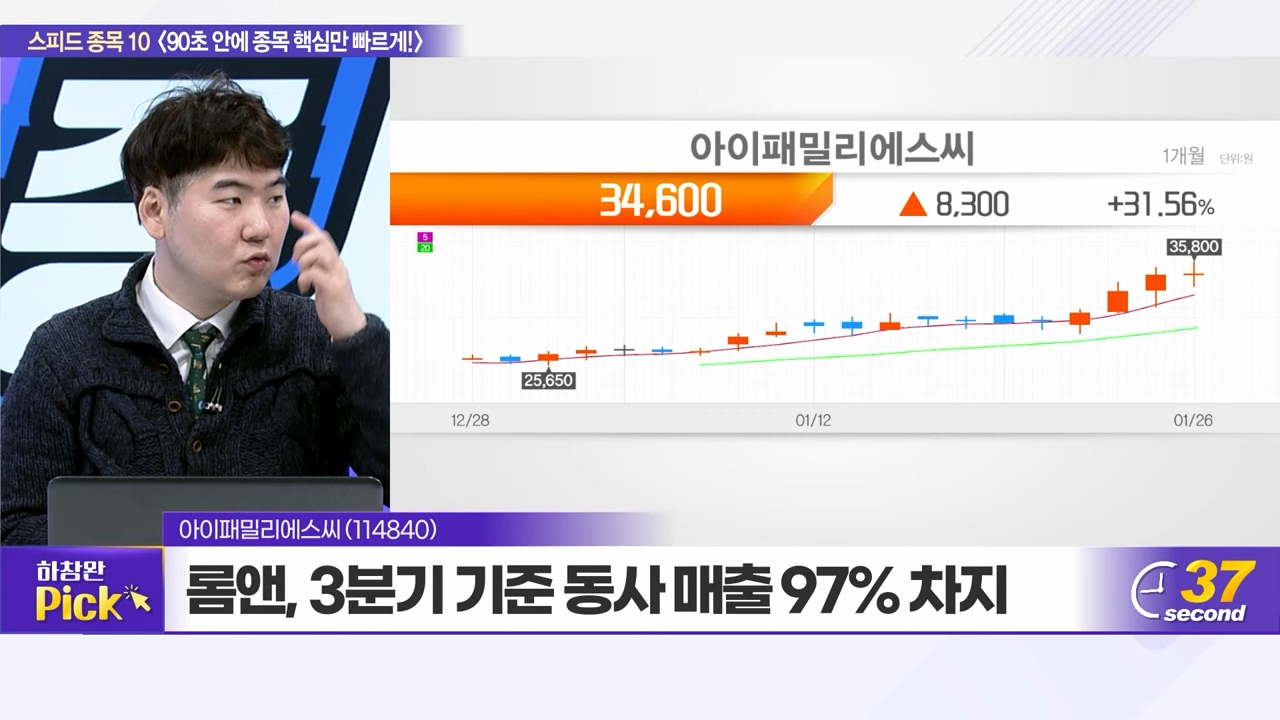 스피드 종목 10 〈90초 안에 종목 핵심만 빠르게!〉
아이패밀리에스씨
1개월 단위:원
34,600 ▲ 8,300 +31.56%
5
20
35,800
25,650
12/28 01/12 01/26
아이패밀리에스씨(114840)
하창완
Pick
롬앤, 3분기 기준 동사 매출 97% 차지
37
second